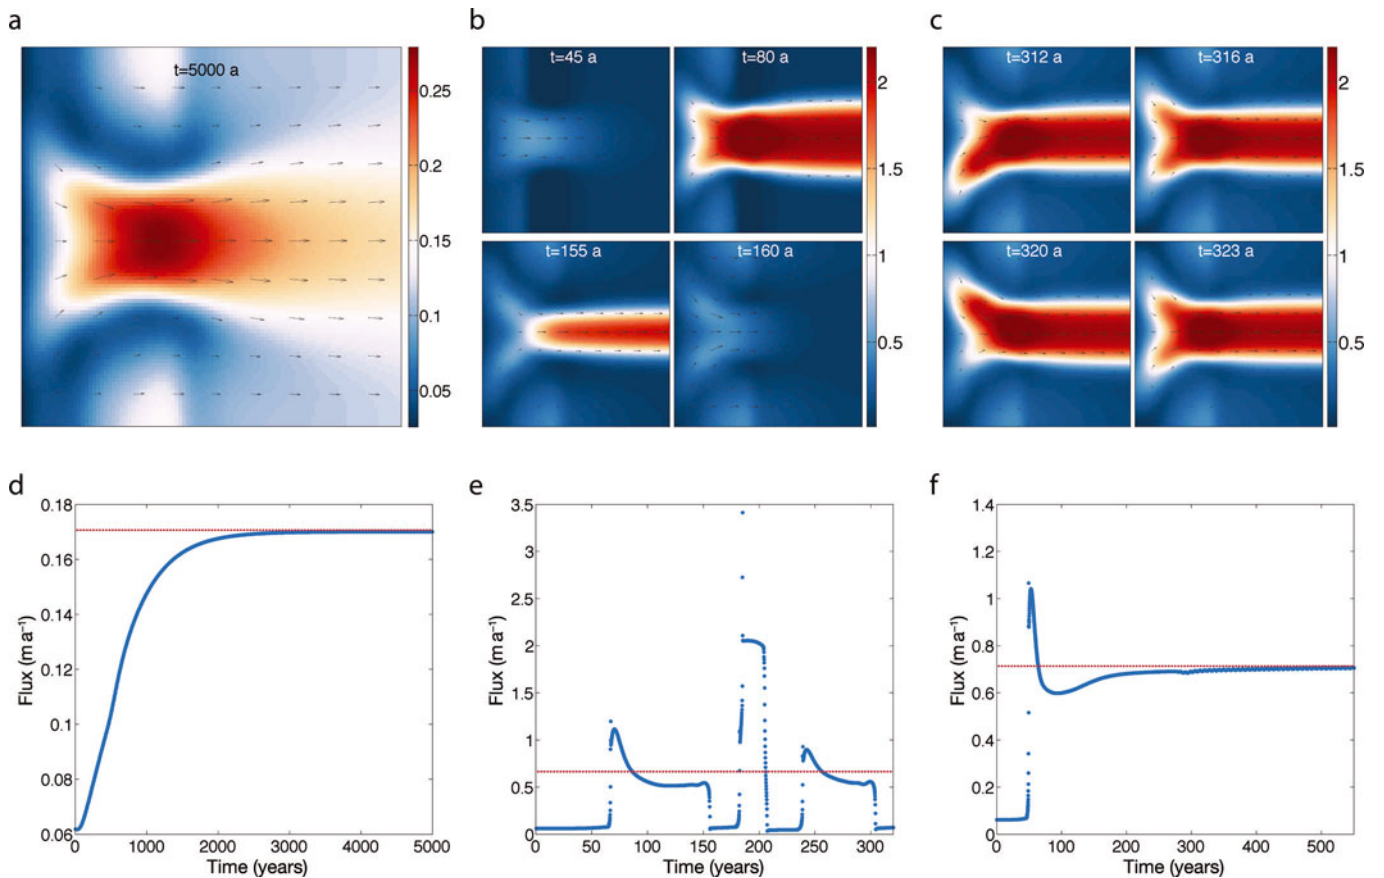 a
t=5000 a
0.25
0.2
0.15
0.1
0.05
b
t=45 a
t=80 a
t=155 a
t=160 a
2
1.5
1
0.5
c
t=312 a
t=316 a
t=320 a
t=323 a
2
1.5
1
0.5
d
0.18
0.16
0.14
0.12
0.1
0.08
0.06
Flux (m a⁻¹)
0 1000 2000 3000 4000 5000
Time (years)
e
3.5
3
2.5
2
1.5
1
0.5
0
Flux (m a⁻¹)
0 50 100 150 200 250 300
Time (years)
f
1.4
1.2
1
0.8
0.6
0.4
0.2
0
Flux (m a⁻¹)
0 100 200 300 400 500
Time (years)